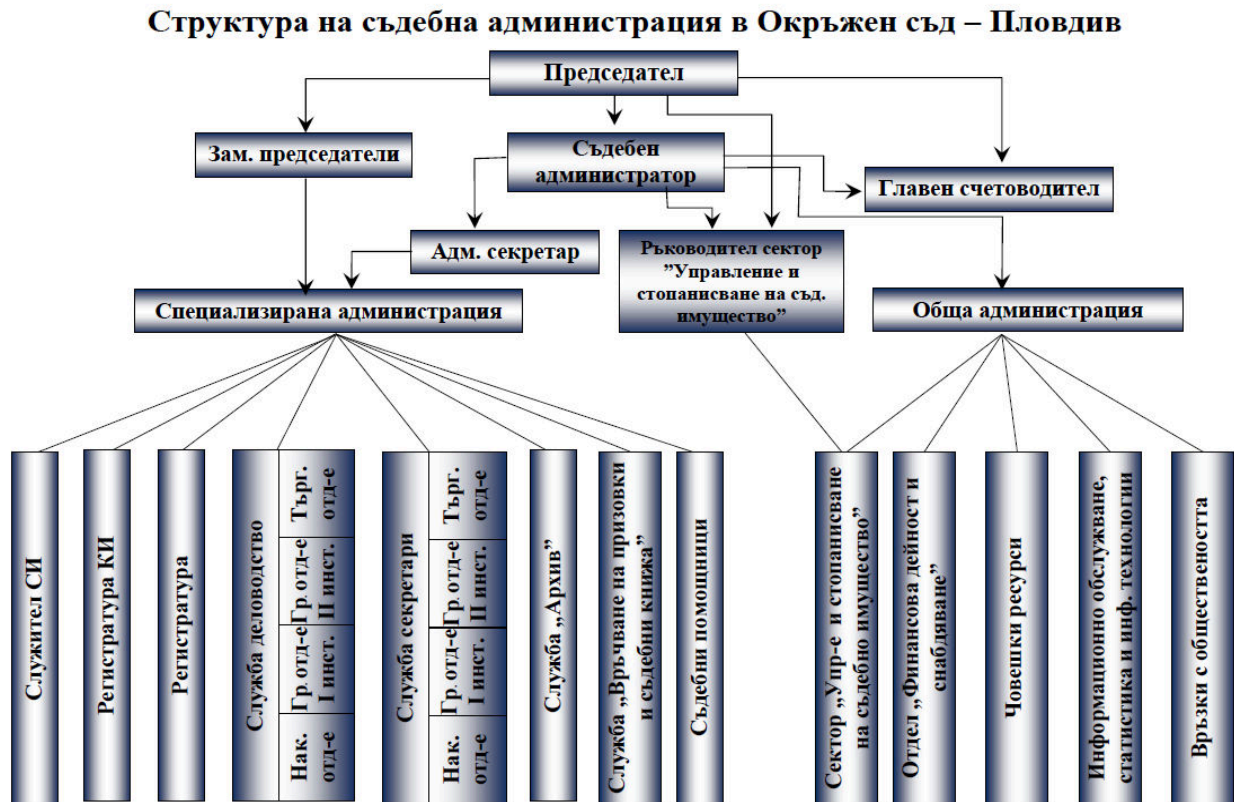 Структура на съдебна администрация в Окръжен съд – Пловдив
Председател
Зам. председатели
Съдебен
администратор
Главен счетоводител
Адм. секретар
Ръководител сектор
”Управление и
стопанисване на съд.
имущество”
Специализирана администрация
Обща администрация
Служител СИ
Регистратура КИ
Регистратура
Служба деловодство
Търг.
отд-е
Гр.отд-е
II инст.
Гр.отд-е
I инст.
Нак.
отд-е
Служба секретари
Търг.
отд-е
Гр.отд-е
II инст.
Гр.отд-е
I инст.
Нак.
отд-е
Служба „Архив”
Служба „Връчване на призовки
и съдебни книжа”
Съдебни помощници
Сектор „Упр-е и стопанисване
на съдебно имущество”
Отдел „Финансова дейност и
снабдяване”
Човешки ресурси
Информационно обслужване,
статистика и инф. технологии
Връзки с обществеността